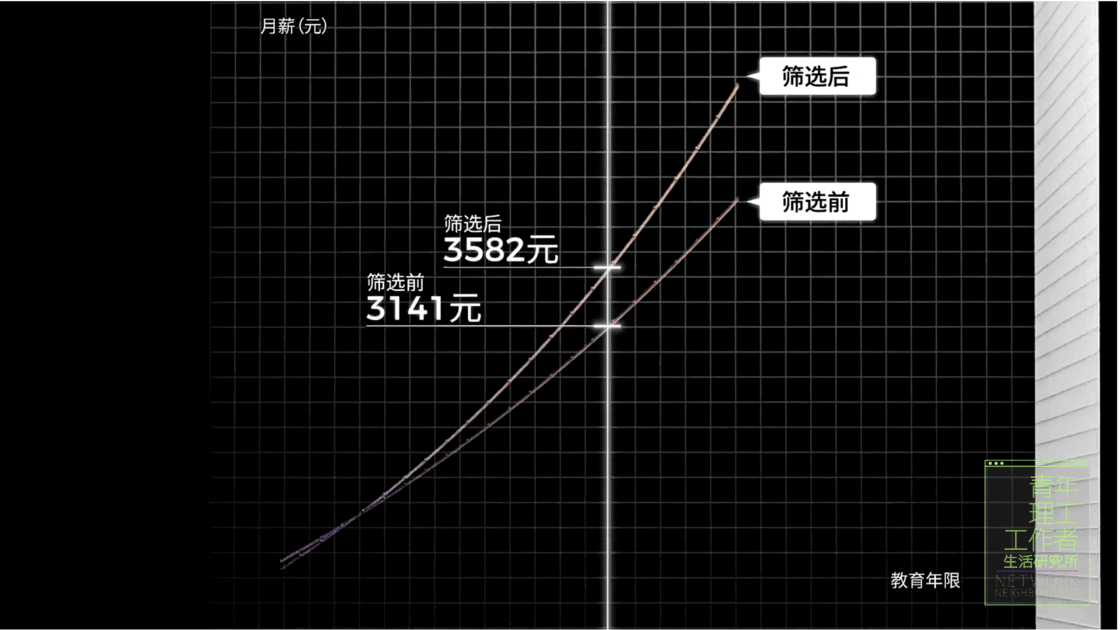 月薪(元)
筛选后
筛选前
筛选后
3582元
筛选前
3141元
教育年限
青年
理工
工作者
生活研究所
NETWORK
NEIGHBO